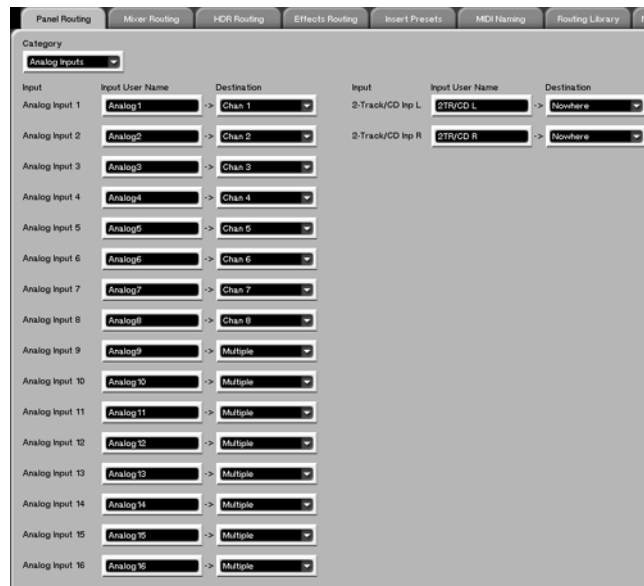 Panel Routing Mixer Routing HDR Routing Effects Routing Insert Presets MIDI Naming Routing Library
Category
Analog Inputs
Input Input User Name Destination Input Input User Name Destination
Analog Input 1 Analog1 -> Chan 1 2-Track/CD Inp L 2TR/CD L -> Nowhere
Analog Input 2 Analog2 -> Chan 2 2-Track/CD Inp R 2TR/CD R -> Nowhere
Analog Input 3 Analog3 -> Chan 3
Analog Input 4 Analog4 -> Chan 4
Analog Input 5 Analog5 -> Chan 5
Analog Input 6 Analog6 -> Chan 6
Analog Input 7 Analog7 -> Chan 7
Analog Input 8 Analog8 -> Chan 8
Analog Input 9 Analog9 -> Multiple
Analog Input 10 Analog10 -> Multiple
Analog Input 11 Analog11 -> Multiple
Analog Input 12 Analog12 -> Multiple
Analog Input 13 Analog13 -> Multiple
Analog Input 14 Analog14 -> Multiple
Analog Input 15 Analog15 -> Multiple
Analog Input 16 Analog16 -> Multiple